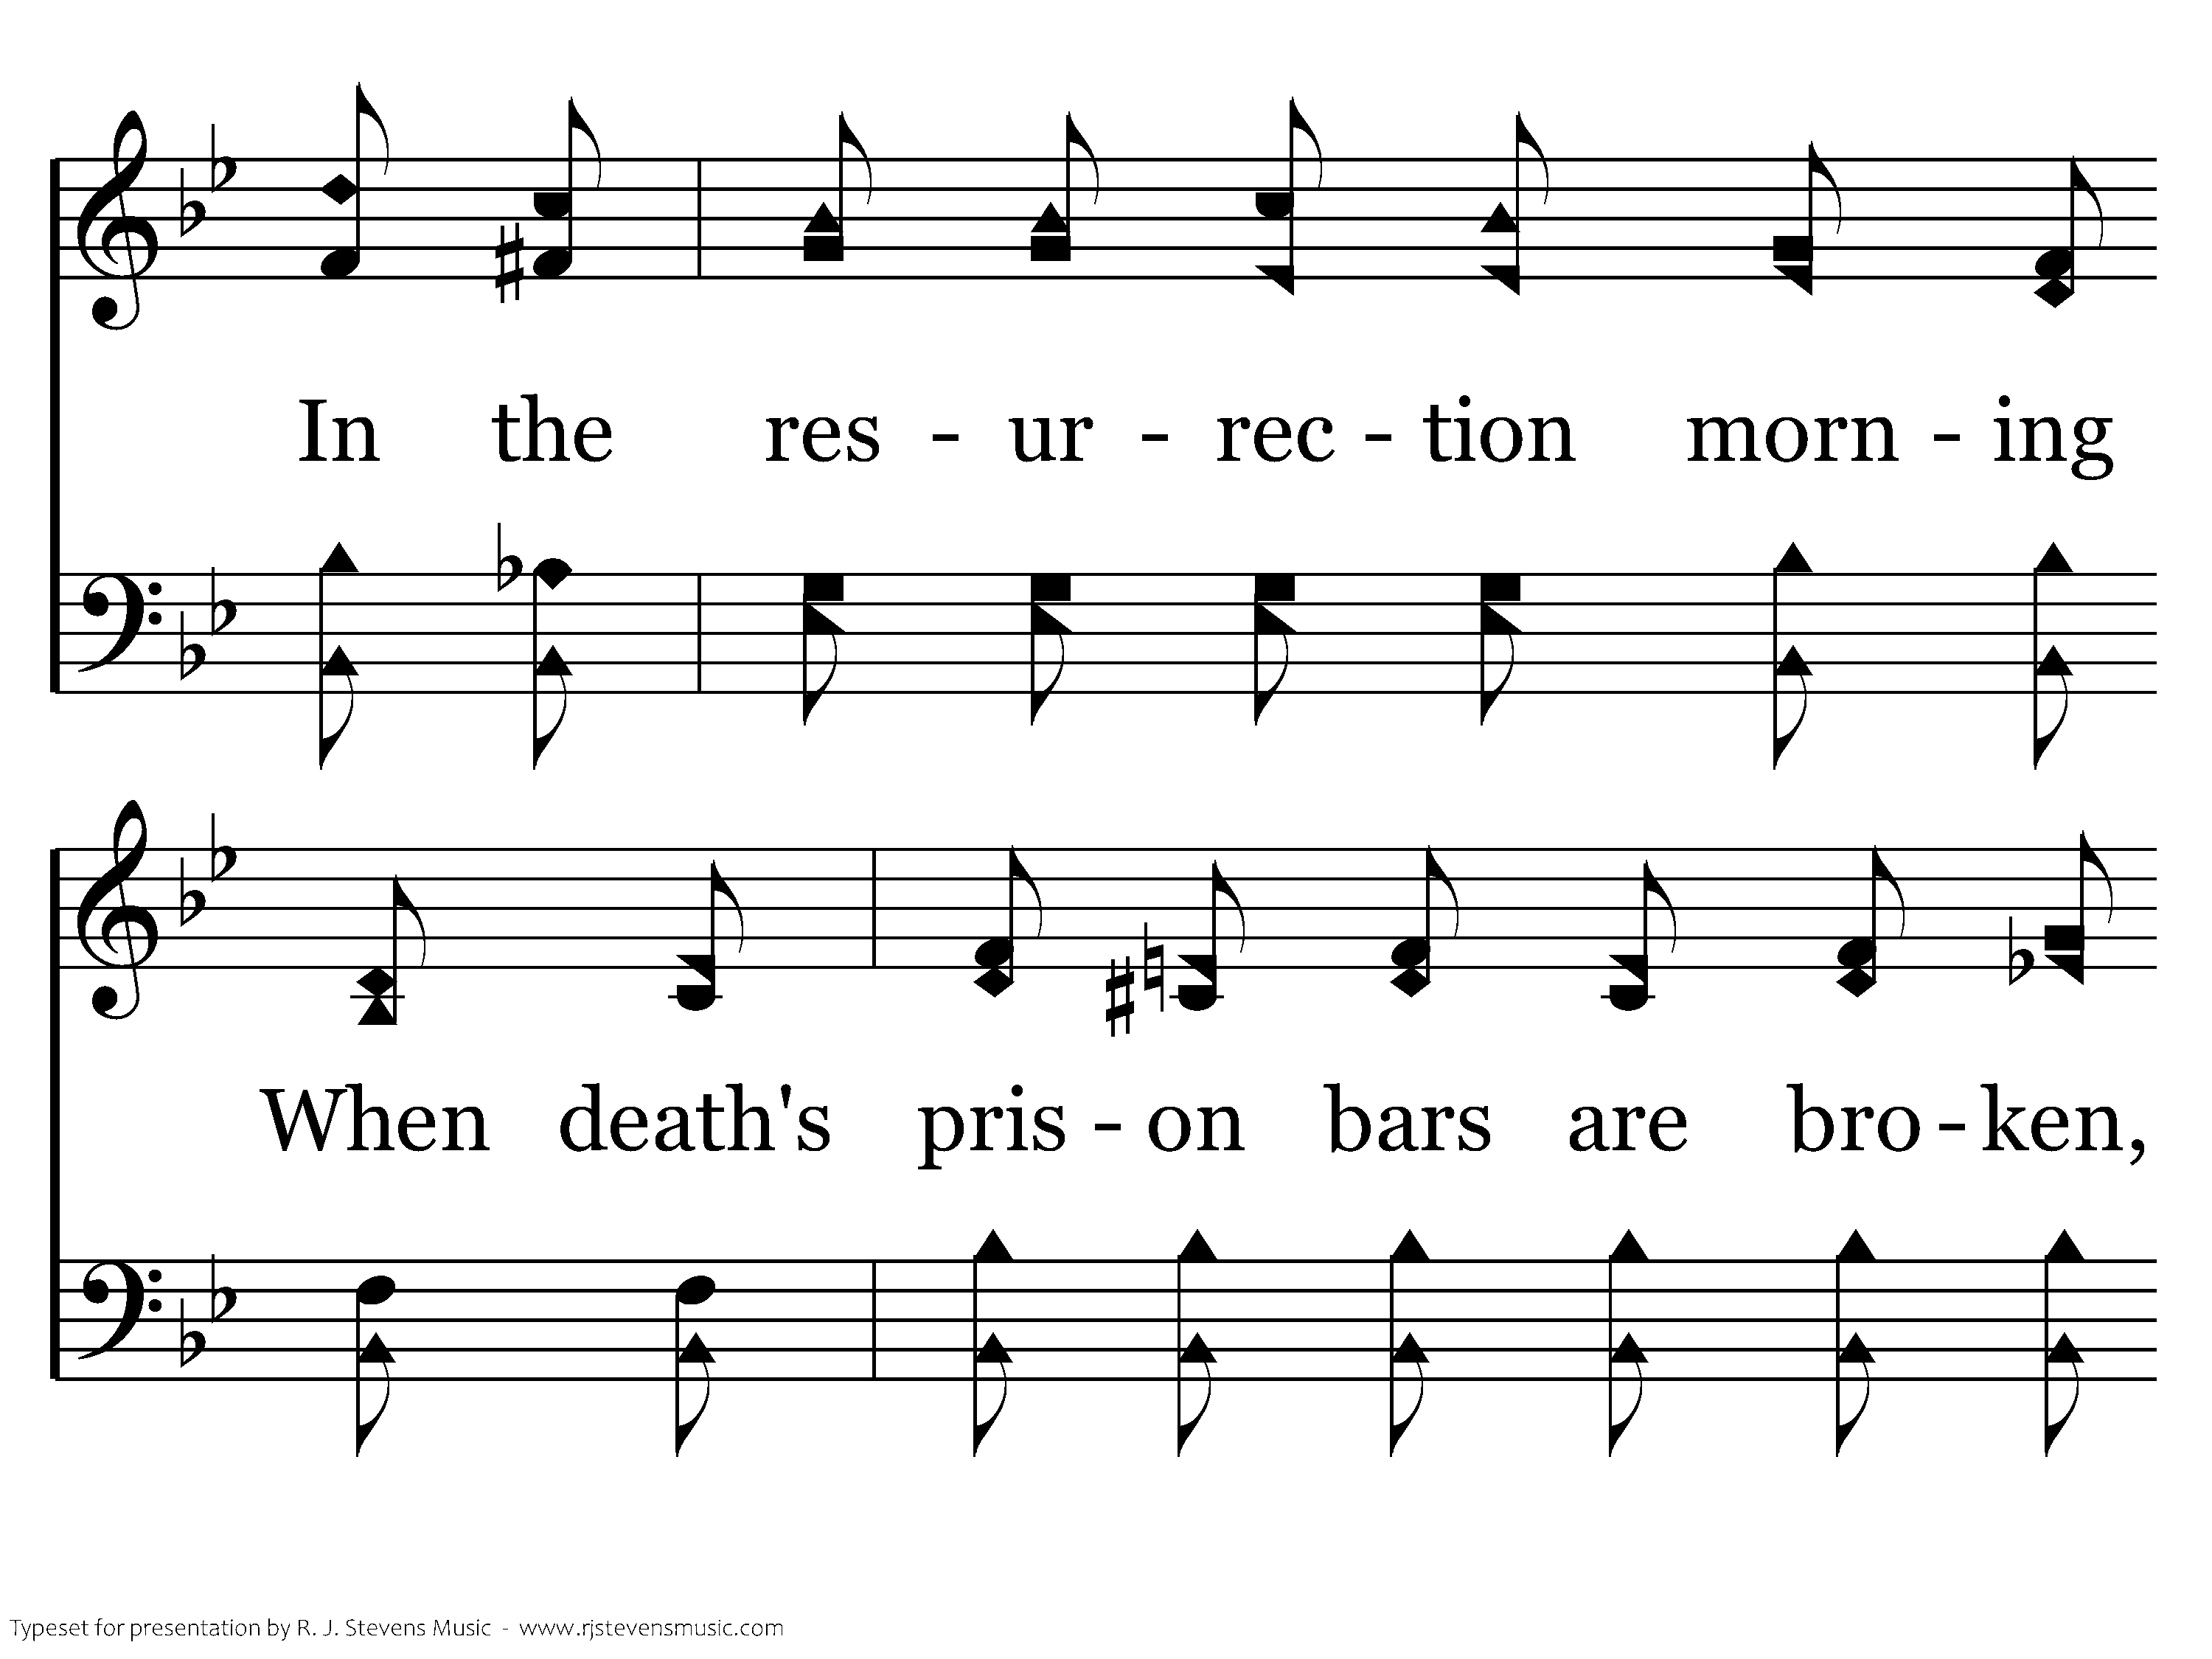 In the res - ur - rec - tion morn - ing
When death's pris - on bars are bro - ken,
Typeset for presentation by R. J. Stevens Music - www.rjstevensmusic.com